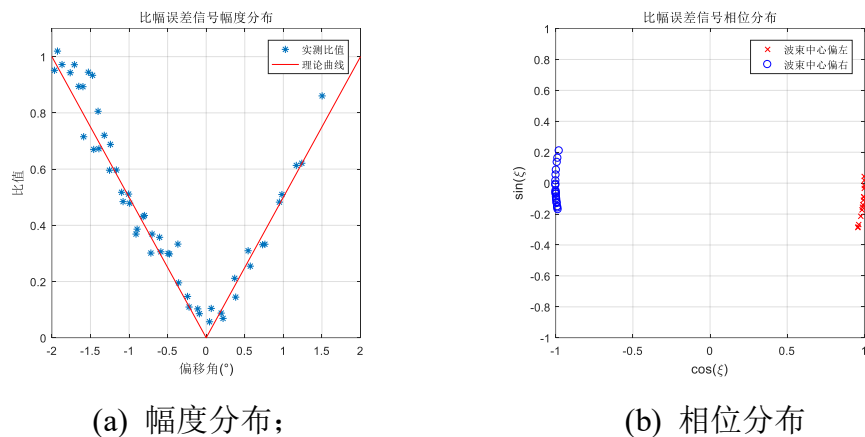 比幅误差信号幅度分布
实测比值
理论曲线
1
0.8
0.6
0.4
0.2
0
比值
-2 -1.5 -1 -0.5 0 0.5 1 1.5 2
偏移角(°)
(a) 幅度分布；
比幅误差信号相位分布
波束中心偏左
波束中心偏右
1
0.8
0.6
0.4
0.2
0
-0.2
-0.4
-0.6
-0.8
-1
sin(ξ)
-1 -0.5 0 0.5 1
cos(ξ)
(b) 相位分布